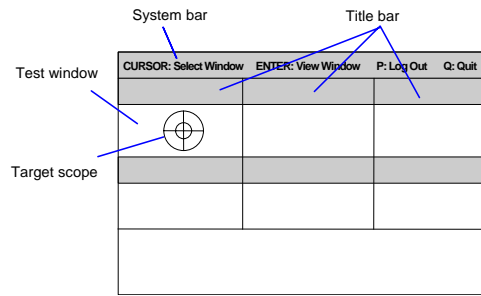 System bar
Title bar
CURSOR: Select Window ENTER: View Window P: Log Out Q: Quit
Test window
Target scope